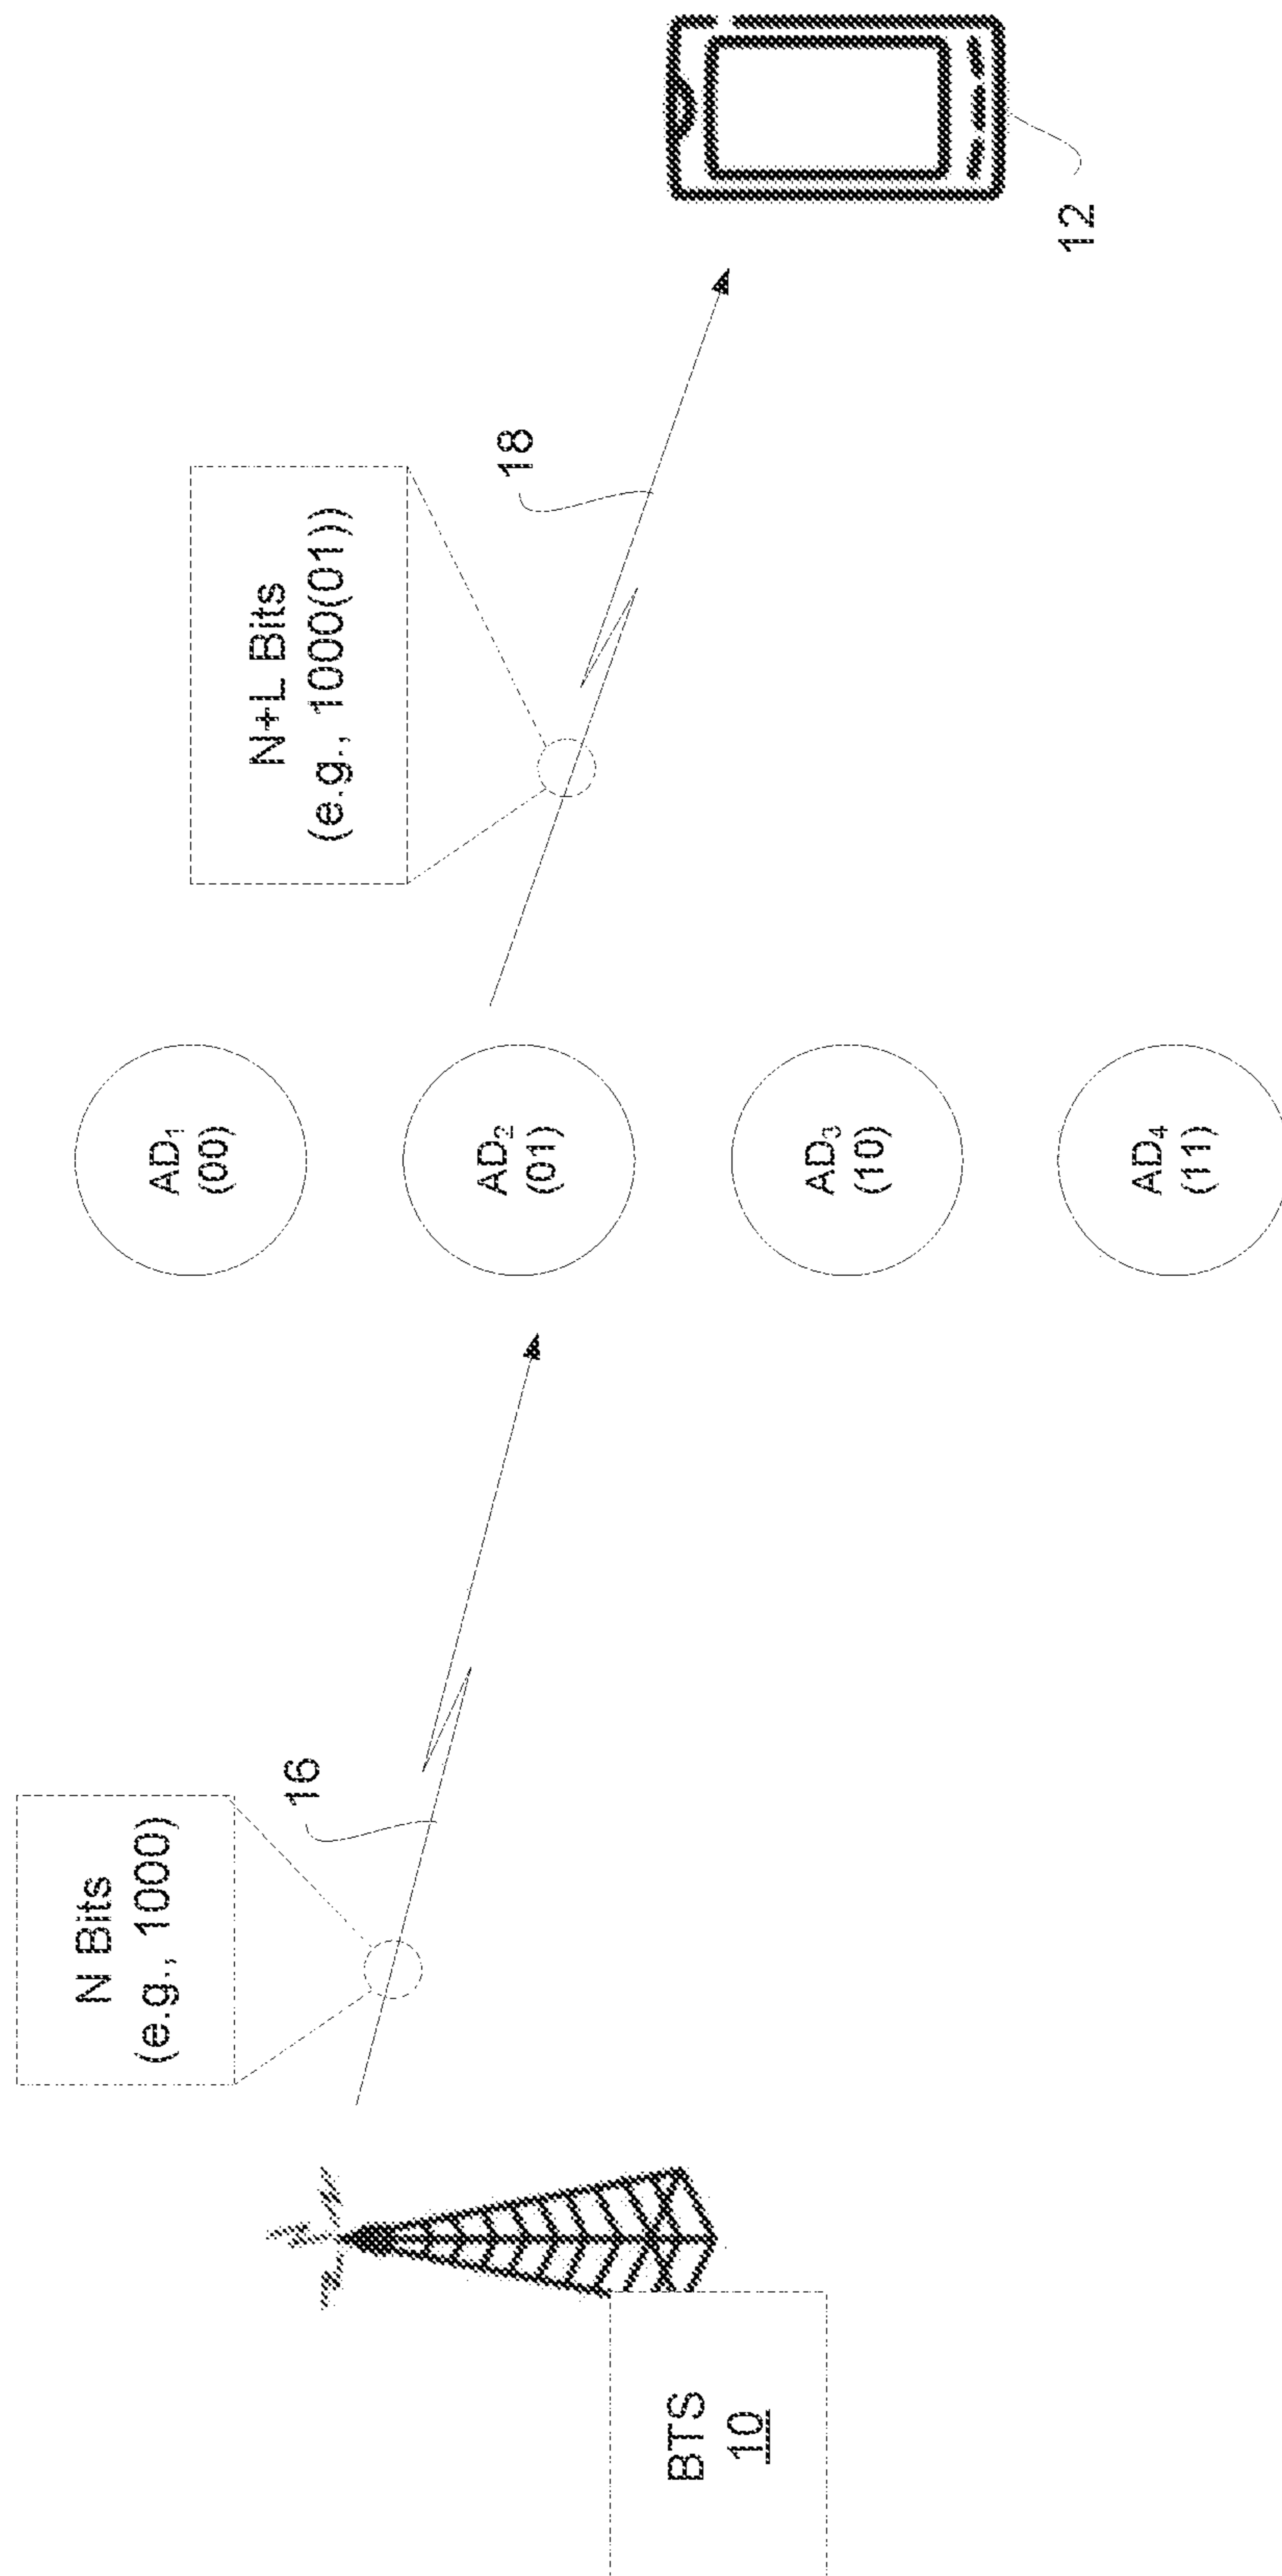 N Bits
(e.g., 1000)
16
BTS
10
AD₁
(00)
AD₂
(01)
AD₃
(10)
AD₄
(11)
N+L Bits
(e.g., 1000(01))
18
12